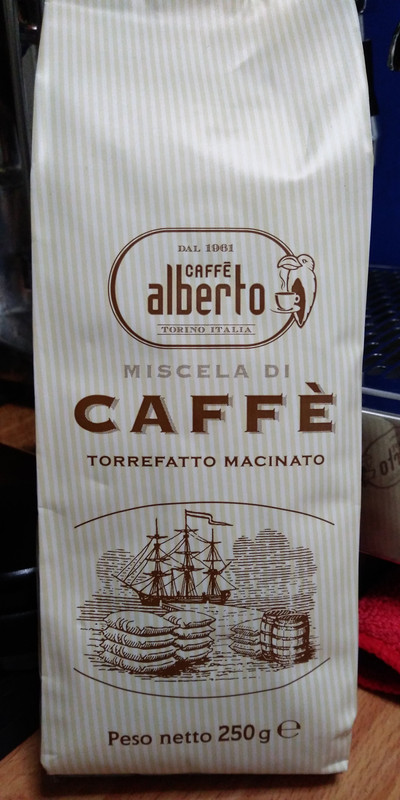 DAL 1961
CAFFÈ
alberto
TORINO ITALIA
MISCELA DI
CAFFÈ
TORREFATTO MACINATO
Peso netto 250g ℮